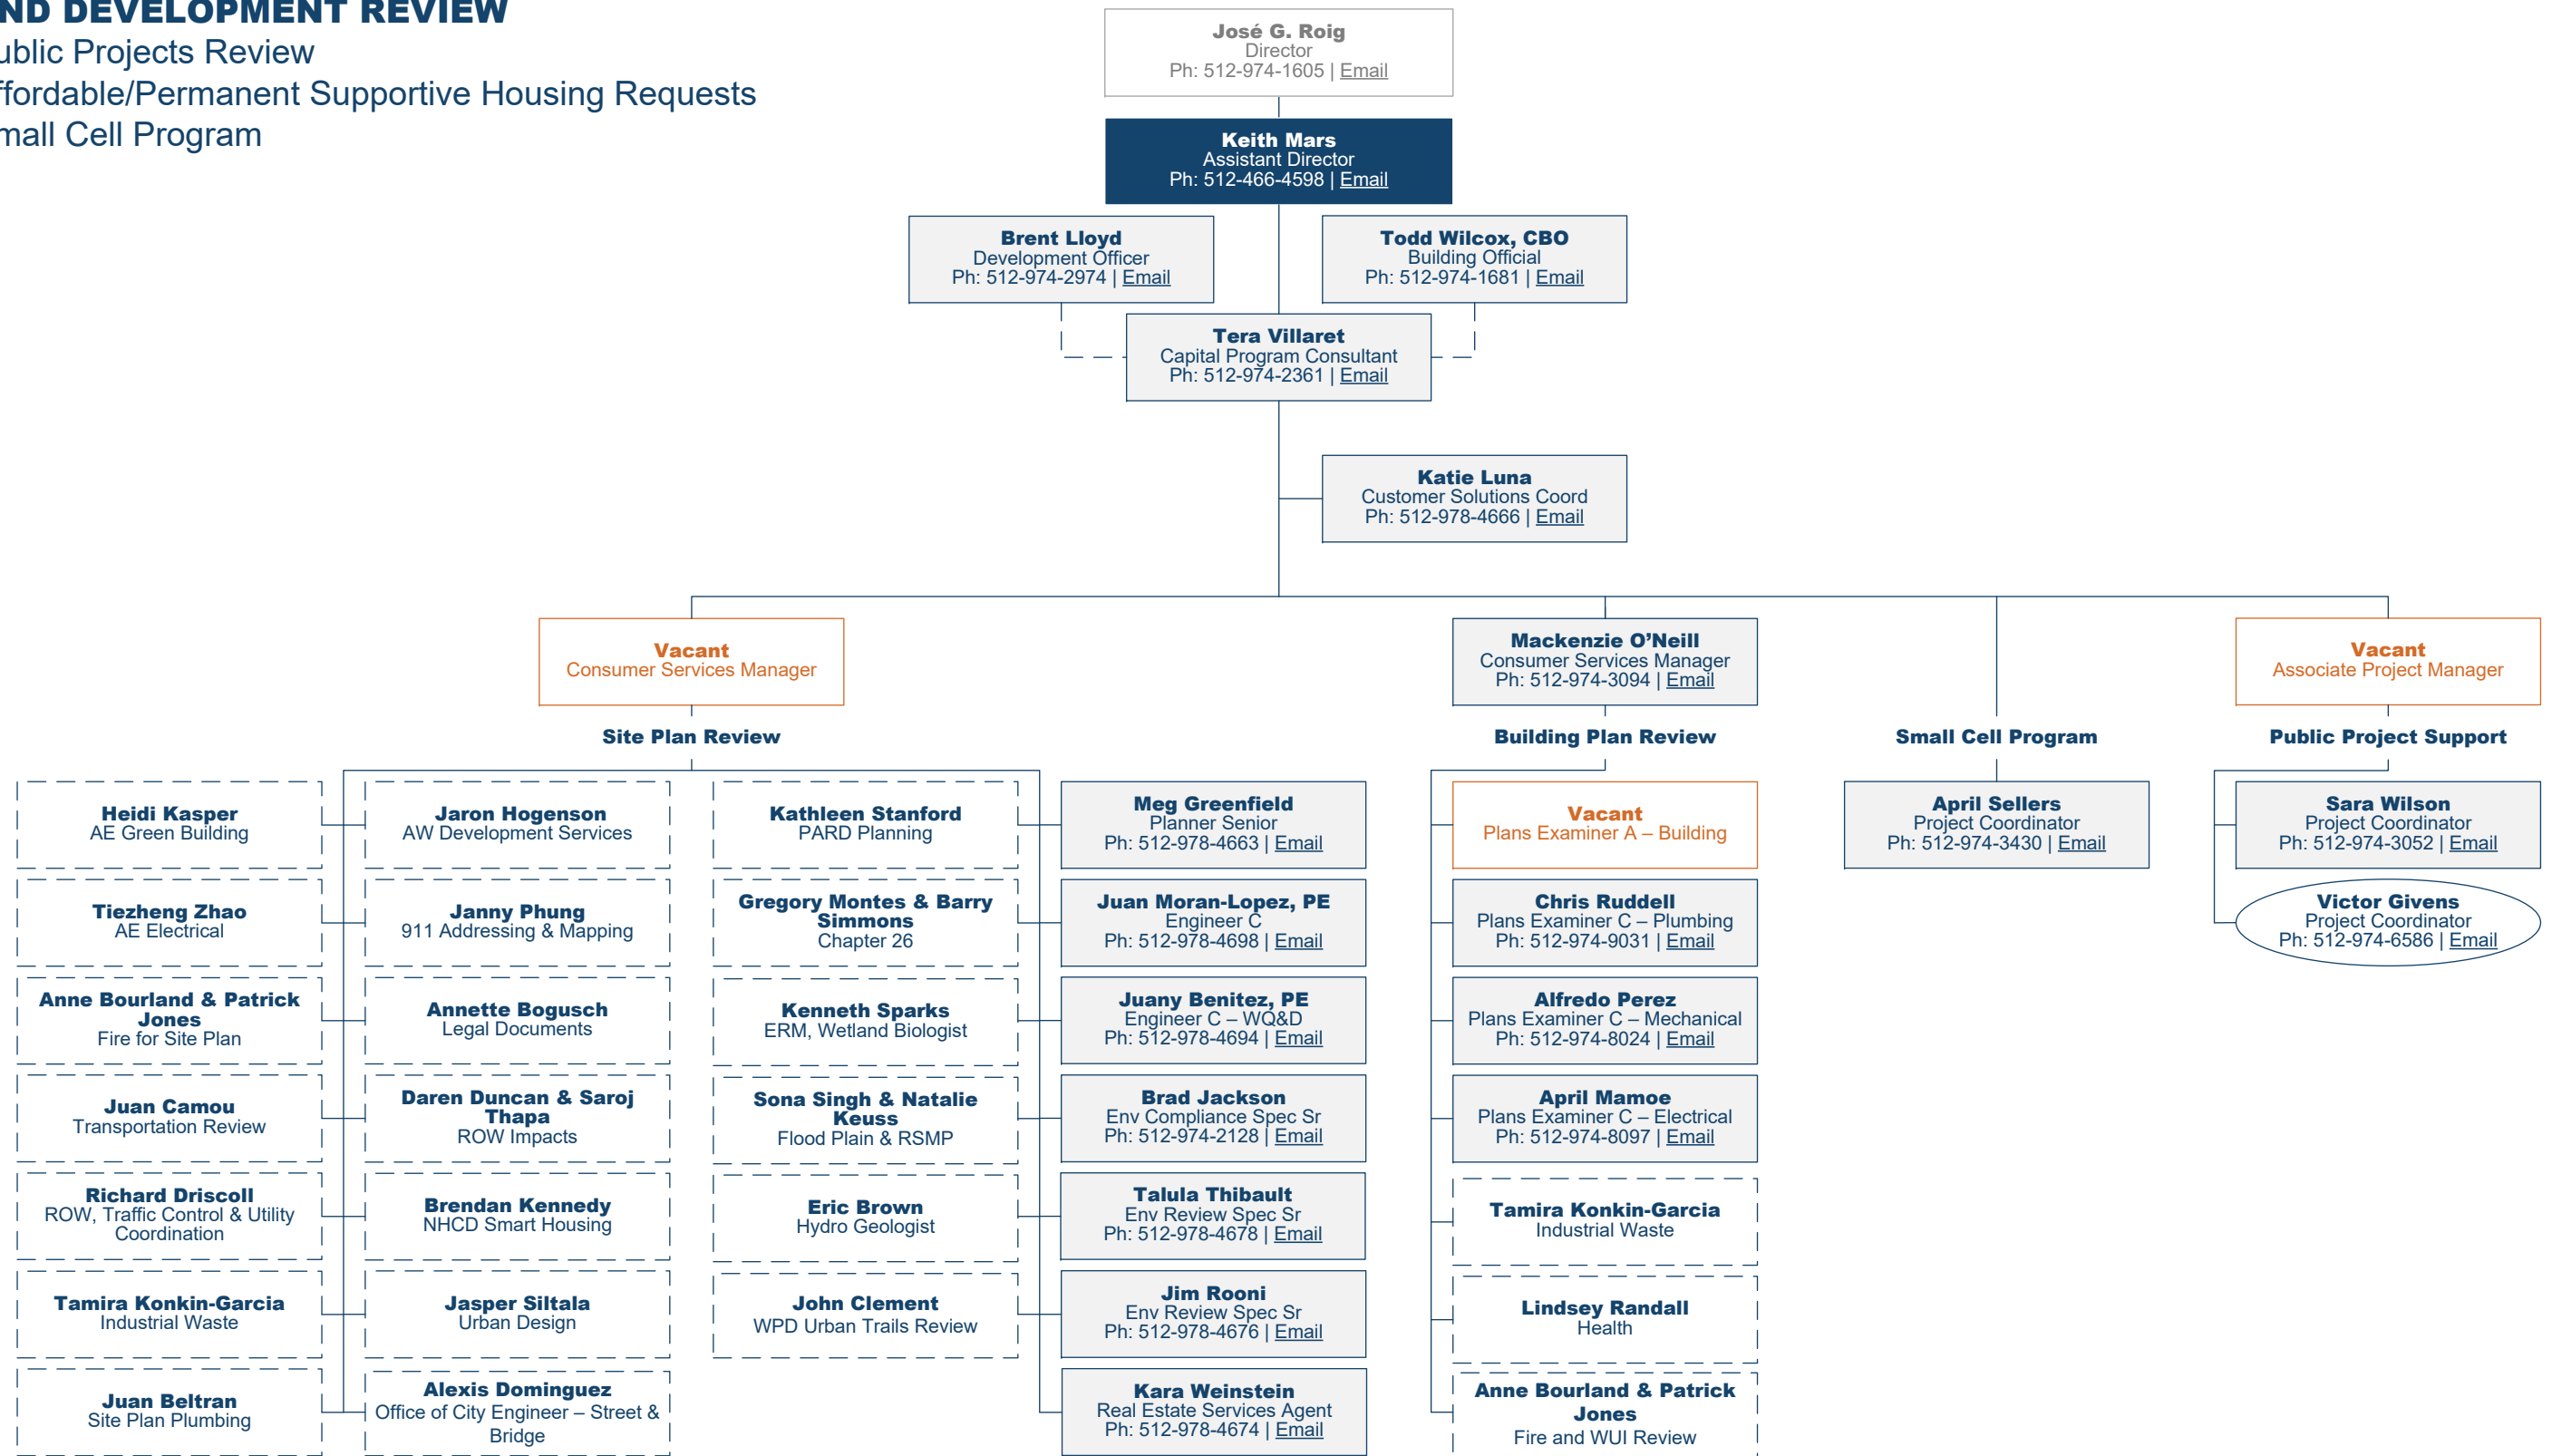 ND DEVELOPMENT REVIEW
ublic Projects Review
ffordable/Permanent Supportive Housing Requests
mall Cell Program
José G. Roig
Director
Ph: 512-974-1605 | Email
Keith Mars
Assistant Director
Ph: 512-466-4598 | Email
Brent Lloyd
Development Officer
Ph: 512-974-2974 | Email
Todd Wilcox, CBO
Building Official
Ph: 512-974-1681 | Email
Tera Villaret
Capital Program Consultant
Ph: 512-974-2361 | Email
Katie Luna
Customer Solutions Coord
Ph: 512-978-4666 | Email
Vacant
Consumer Services Manager
Mackenzie O’Neill
Consumer Services Manager
Ph: 512-974-3094 | Email
Vacant
Associate Project Manager
Site Plan Review
Building Plan Review
Small Cell Program
Public Project Support
Heidi Kasper
AE Green Building
Tiezheng Zhao
AE Electrical
Anne Bourland & Patrick
Jones
Fire for Site Plan
Juan Camou
Transportation Review
Richard Driscoll
ROW, Traffic Control & Utility
Coordination
Tamira Konkin-Garcia
Industrial Waste
Juan Beltran
Site Plan Plumbing
Jaron Hogenson
AW Development Services
Janny Phung
911 Addressing & Mapping
Annette Bogusch
Legal Documents
Daren Duncan & Saroj
Thapa
ROW Impacts
Brendan Kennedy
NHCD Smart Housing
Jasper Siltala
Urban Design
Alexis Dominguez
Office of City Engineer – Street &
Bridge
Kathleen Stanford
PARD Planning
Gregory Montes & Barry
Simmons
Chapter 26
Kenneth Sparks
ERM, Wetland Biologist
Sona Singh & Natalie
Keuss
Flood Plain & RSMP
Eric Brown
Hydro Geologist
John Clement
WPD Urban Trails Review
Meg Greenfield
Planner Senior
Ph: 512-978-4663 | Email
Juan Moran-Lopez, PE
Engineer C
Ph: 512-978-4698 | Email
Juany Benitez, PE
Engineer C – WQ&D
Ph: 512-978-4694 | Email
Brad Jackson
Env Compliance Spec Sr
Ph: 512-974-2128 | Email
Talula Thibault
Env Review Spec Sr
Ph: 512-978-4678 | Email
Jim Rooni
Env Review Spec Sr
Ph: 512-978-4676 | Email
Kara Weinstein
Real Estate Services Agent
Ph: 512-978-4674 | Email
Vacant
Plans Examiner A – Building
Chris Ruddell
Plans Examiner C – Plumbing
Ph: 512-974-9031 | Email
Alfredo Perez
Plans Examiner C – Mechanical
Ph: 512-974-8024 | Email
April Mamoe
Plans Examiner C – Electrical
Ph: 512-974-8097 | Email
Tamira Konkin-Garcia
Industrial Waste
Lindsey Randall
Health
Anne Bourland & Patrick
Jones
Fire and WUI Review
April Sellers
Project Coordinator
Ph: 512-974-3430 | Email
Sara Wilson
Project Coordinator
Ph: 512-974-3052 | Email
Victor Givens
Project Coordinator
Ph: 512-974-6586 | Email